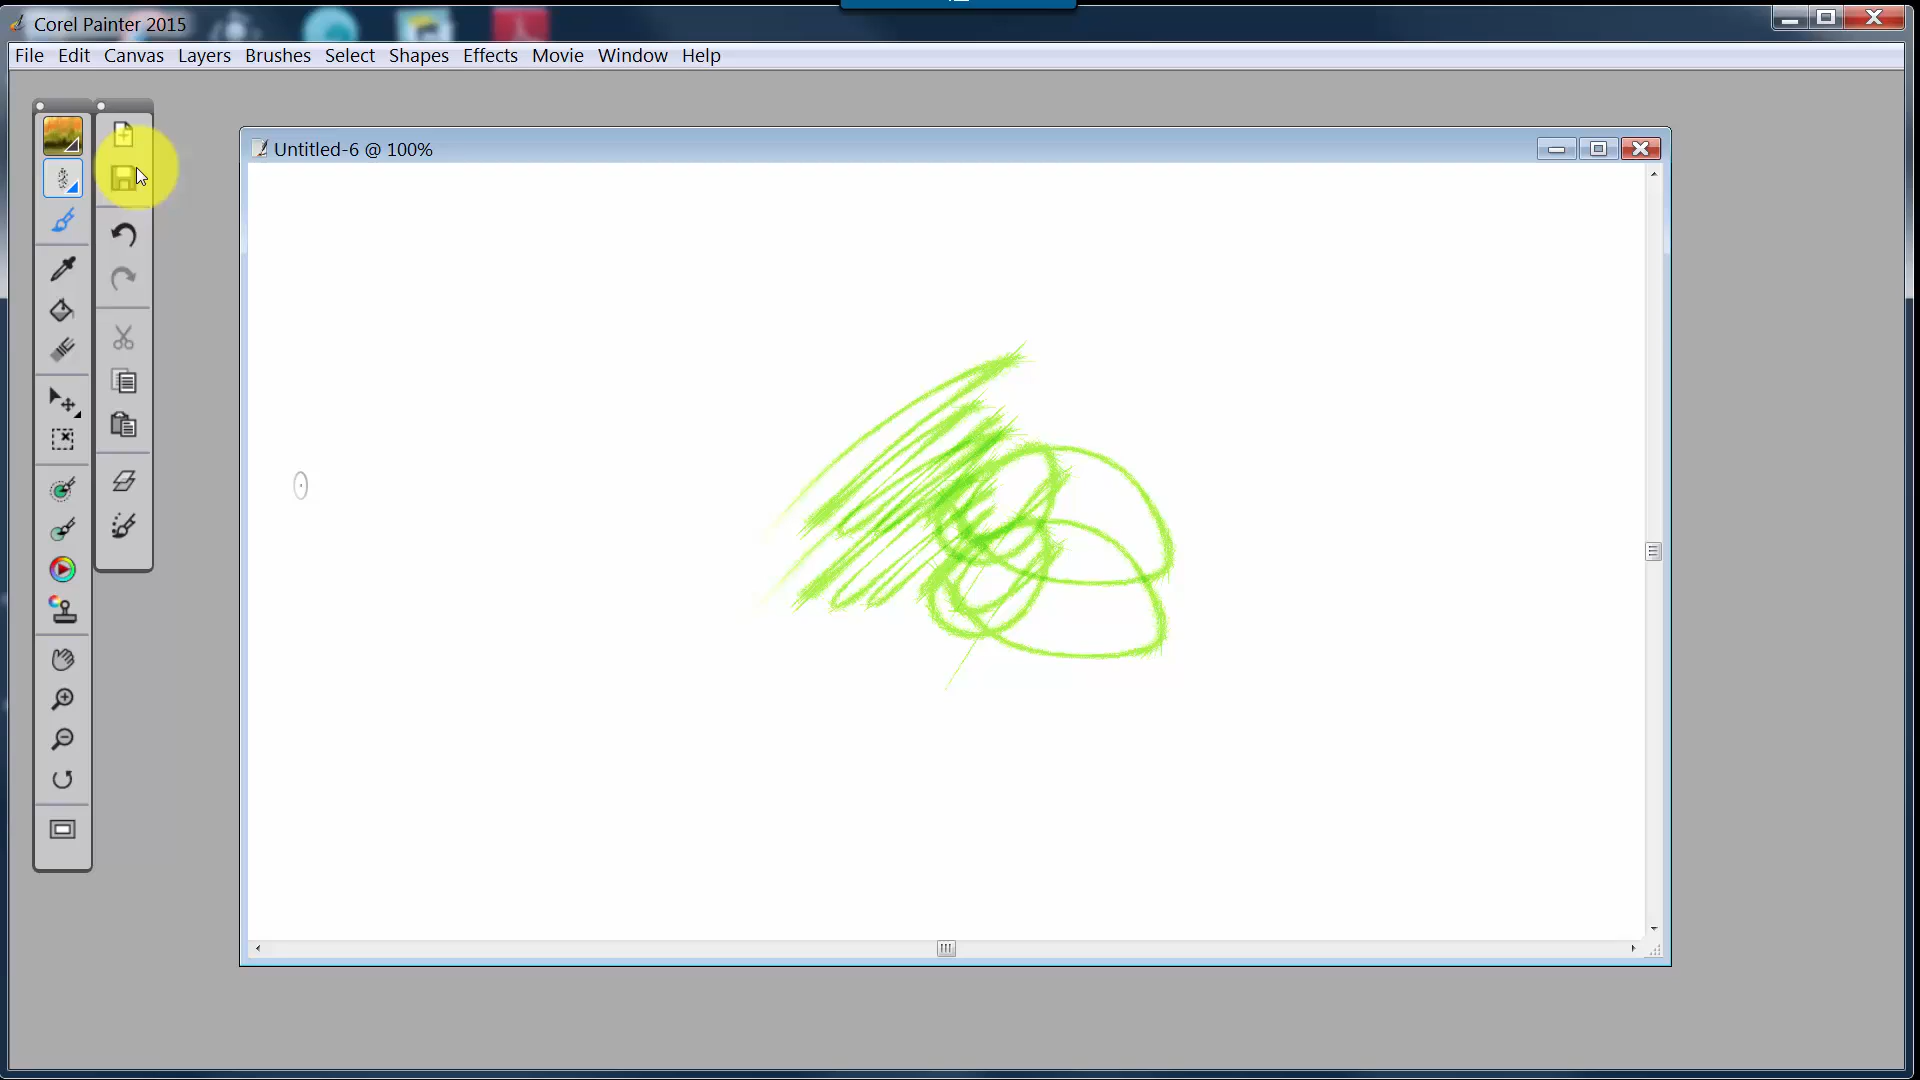 Corel Painter 2015
File Edit Canvas Layers Brushes Select Shapes Effects Movie Window Help
Untitled-6 @ 100%